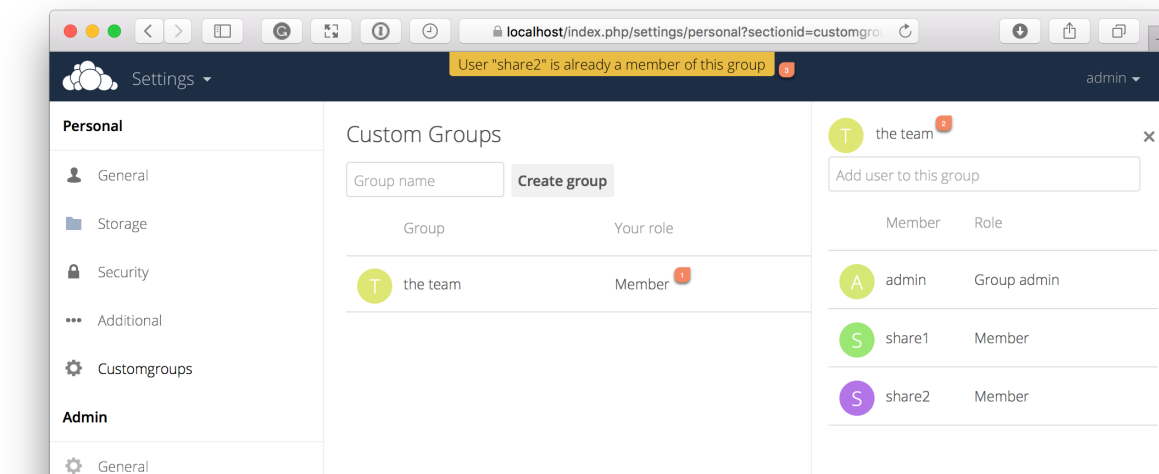 localhost/index.php/settings/personal?sectionid=customgro
User "share2" is already a member of this group 3
Settings
admin
Personal
General
Storage
Security
Additional
Customgroups
Admin
General
Custom Groups
Group name
Create group
Group Your role
T the team Member 1
T the team 2
Add user to this group
Member Role
A admin Group admin
S share1 Member
S share2 Member